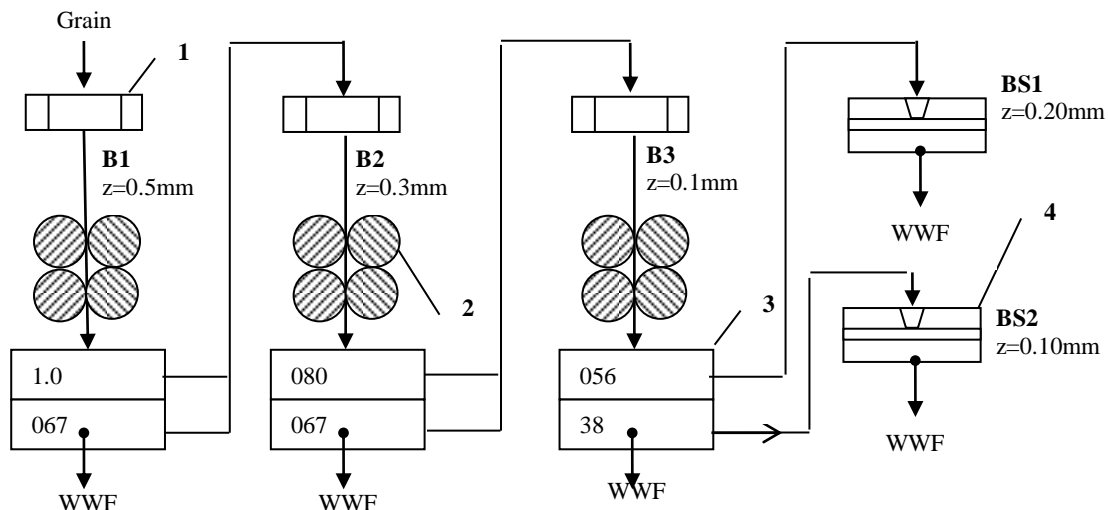 Grain
1
B1
z=0.5mm
1.0
067
WWF
B2
z=0.3mm
2
080
067
WWF
B3
z=0.1mm
3
056
38
WWF
BS1
z=0.20mm
WWF
4
BS2
z=0.10mm
WWF